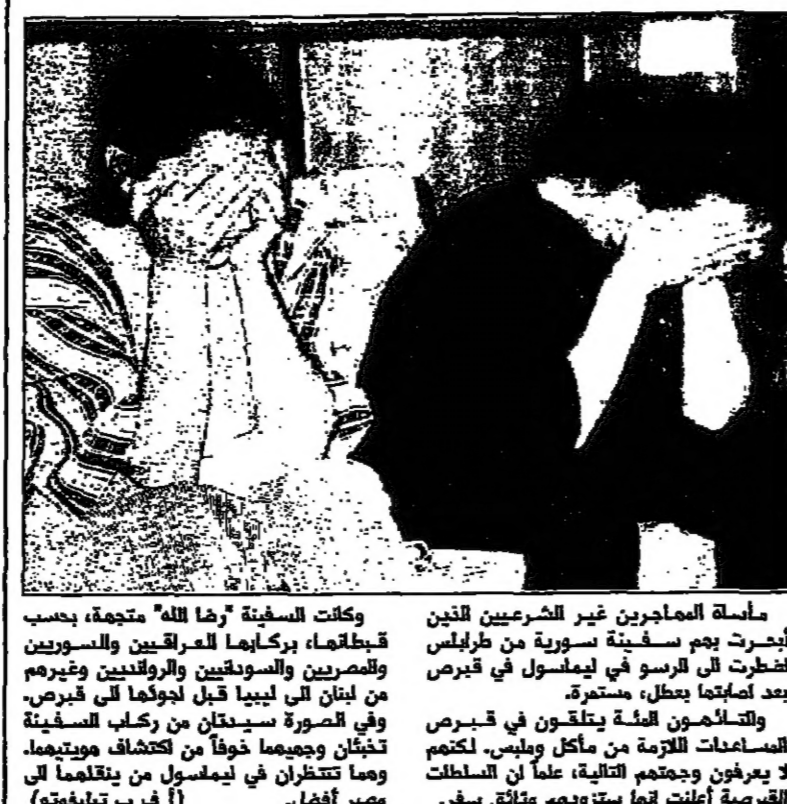 مأساة المهاجرين غير الشرعيين الذين
أبحرت بهم سفينة سورية من طرابلس
اضطرت الى الرسو في ليماسول في قبرص
بعد اصابتها بعطل، مستمرة.
والتائهون المئة يتلقون في قبرص
المساعدات اللازمة من مأكل وملبس. لكنهم
لا يعرفون وجهتهم التالية، علماً ان السلطات
القبرصية أعلنت انها ستزودهم وثائق سفر.
وكانت السفينة "رضا الله" متجهة، بحسب
قبطانها، بركابها العراقيين والسوريين
والمصريين والسودانيين والروانديين وغيرهم
من لبنان الى ليبيا قبل لجوئها الى قبرص.
وفي الصورة سيدتان من ركاب السفينة
تخبئان وجهيهما خوفاً من اكتشاف هويتيهما.
وهما تنتظران في ليماسول من ينقلهما الى
مصير أفضل. (أ ف ب تيليفوتو)